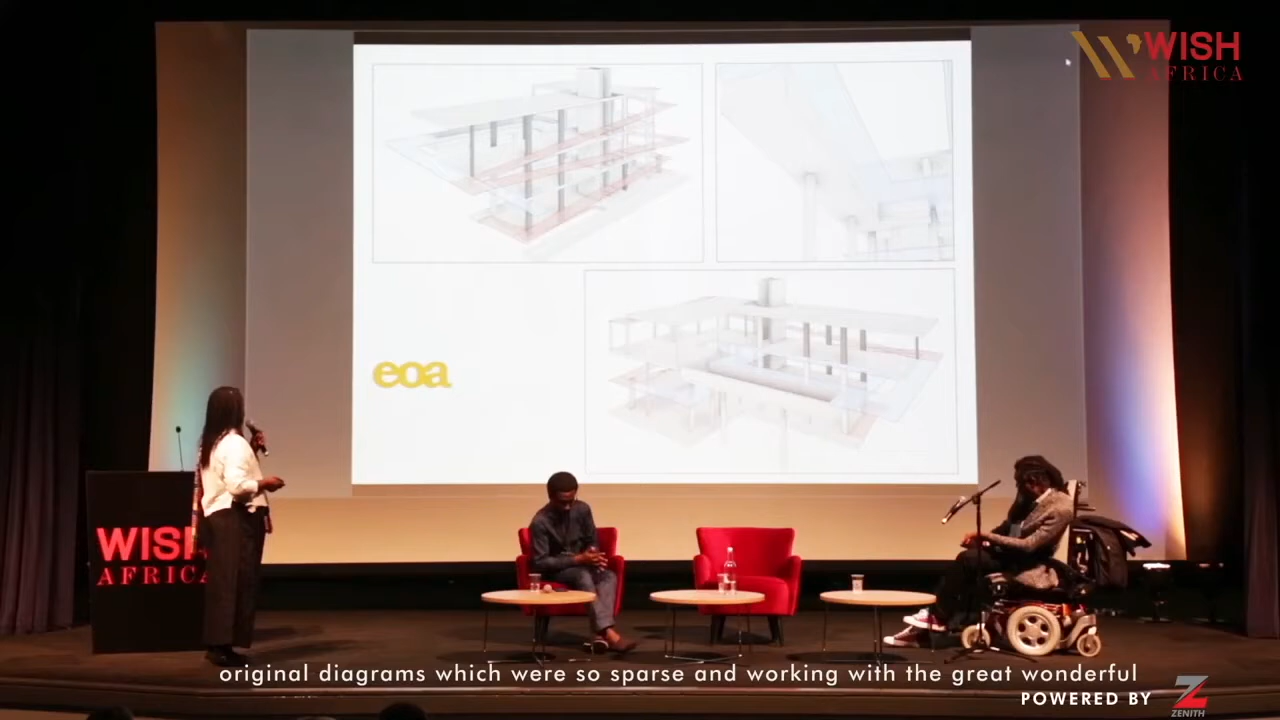 WISH
AFRICA
eoa
WISH
AFRICA
original diagrams which were so sparse and working with the great wonderful
POWERED BY
ZENITH